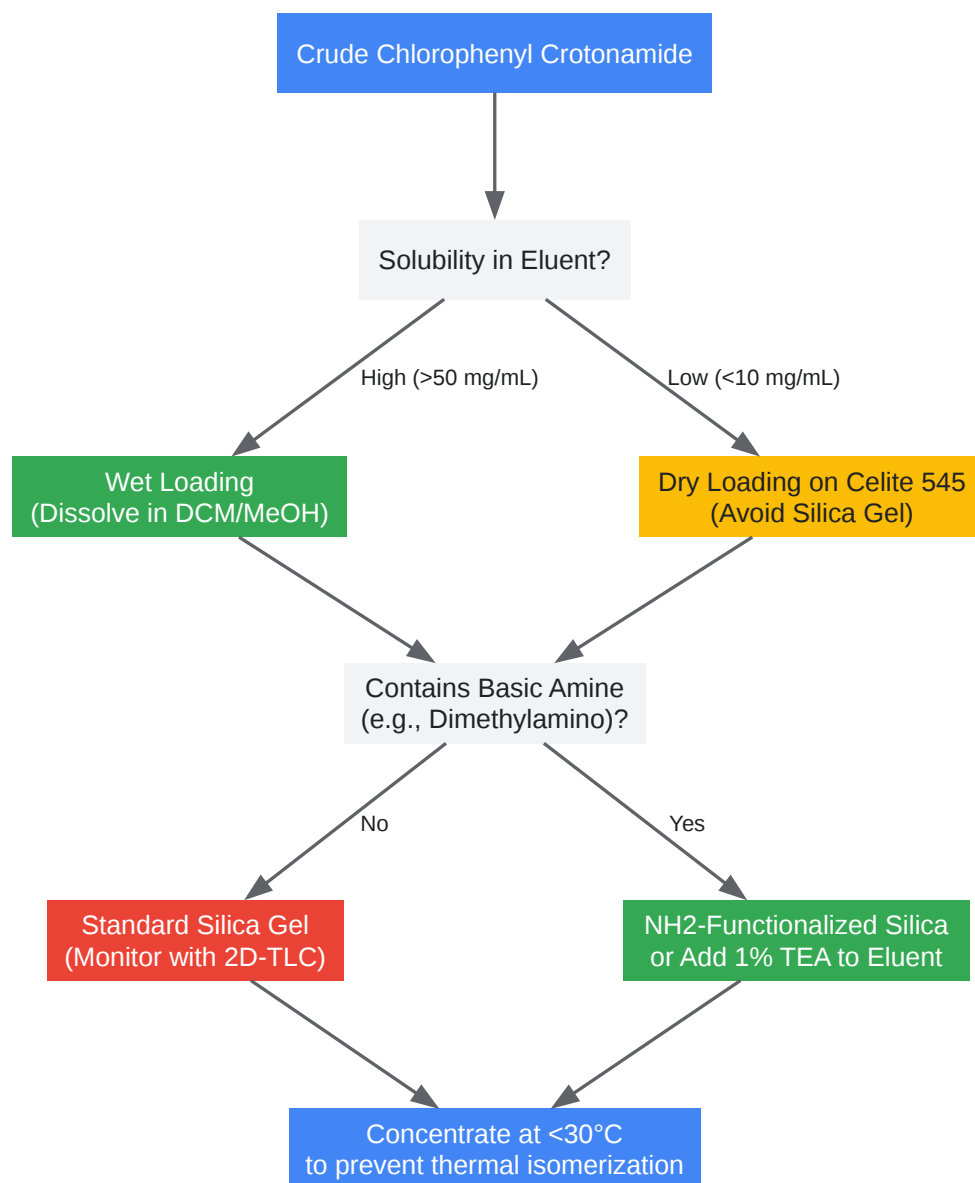 Crude Chlorophenyl Crotonamide
Solubility in Eluent?
High (>50 mg/mL)
Low (<10 mg/mL)
Wet Loading
(Dissolve in DCM/MeOH)
Dry Loading on Celite 545
(Avoid Silica Gel)
Contains Basic Amine
(e.g., Dimethylamino)?
No
Yes
Standard Silica Gel
(Monitor with 2D-TLC)
NH2-Functionalized Silica
or Add 1% TEA to Eluent
Concentrate at <30°C
to prevent thermal isomerization